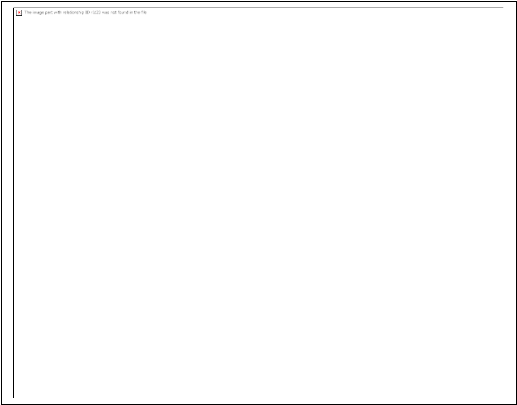 The image part with relationship ID was not found in the file.